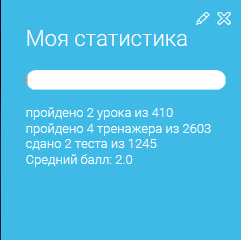 Моя статистика
пройдено 2 урока из 410
пройдено 4 тренажера из 2603
сдано 2 теста из 1245
Средний балл: 2.0